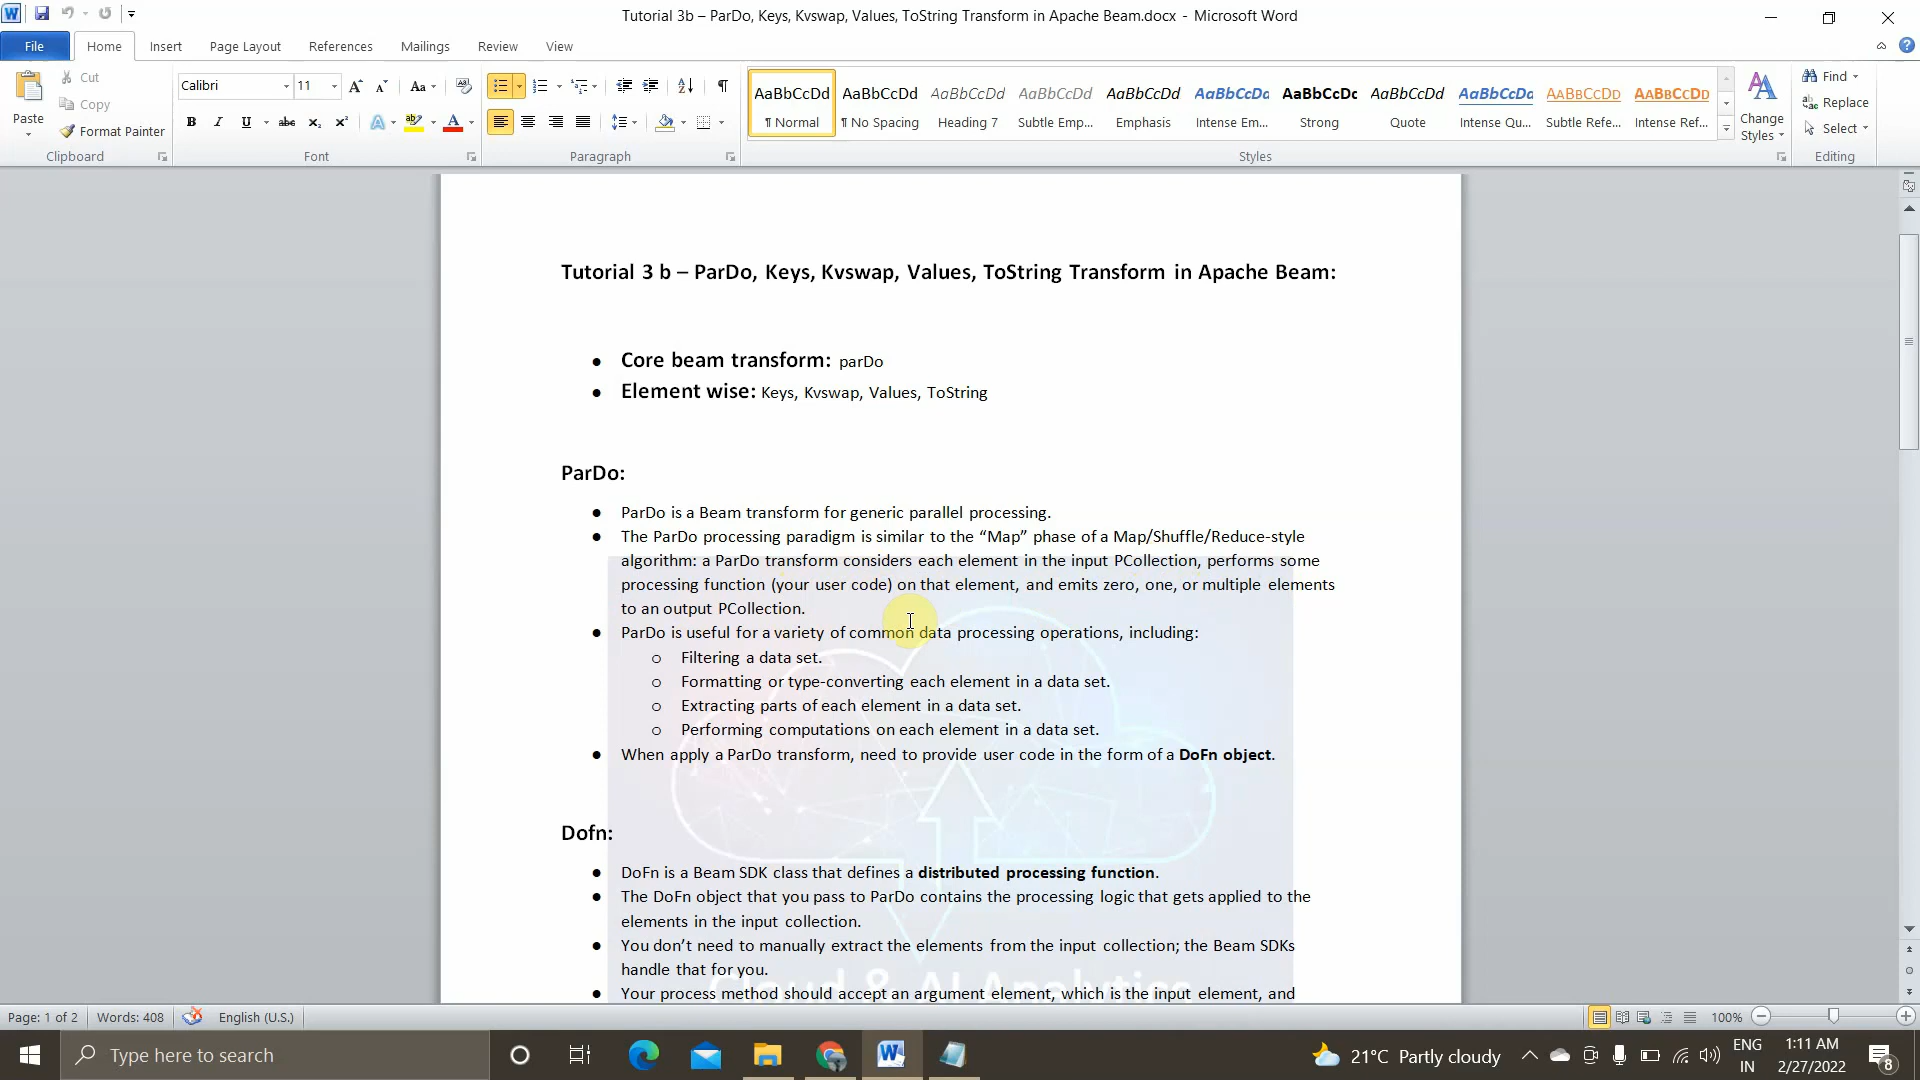 Tutorial 3b – ParDo, Keys, Kvswap, Values, ToString Transform in Apache Beam.docx - Microsoft Word
File Home Insert Page Layout References Mailings Review View
Paste
Cut
Copy
Format Painter
Clipboard
Calibri 11
Font
Paragraph
AaBbCcDd AaBbCcDd AaBbCcDd AaBbCcDd AaBbCcDd AaBbCcDd AaBbCcDc AaBbCcDd AaBbCcDd AABBCCDD AABBCCDD
¶ Normal ¶ No Spacing Heading 7 Subtle Emp... Emphasis Intense Em... Strong Quote Intense Qu... Subtle Refe... Intense Ref...
Change
Styles
Styles
Find
Replace
Select
Editing
Tutorial 3 b – ParDo, Keys, Kvswap, Values, ToString Transform in Apache Beam:
● Core beam transform: parDo
● Element wise: Keys, Kvswap, Values, ToString
ParDo:
● ParDo is a Beam transform for generic parallel processing.
● The ParDo processing paradigm is similar to the “Map” phase of a Map/Shuffle/Reduce-style
algorithm: a ParDo transform considers each element in the input PCollection, performs some
processing function (your user code) on that element, and emits zero, one, or multiple elements
to an output PCollection.
● ParDo is useful for a variety of common data processing operations, including:
o Filtering a data set.
o Formatting or type-converting each element in a data set.
o Extracting parts of each element in a data set.
o Performing computations on each element in a data set.
● When apply a ParDo transform, need to provide user code in the form of a DoFn object.
Dofn:
● DoFn is a Beam SDK class that defines a distributed processing function.
● The DoFn object that you pass to ParDo contains the processing logic that gets applied to the
elements in the input collection.
● You don’t need to manually extract the elements from the input collection; the Beam SDKs
handle that for you.
Cloud & AI Analytics
● Your process method should accept an argument element, which is the input element, and
Page: 1 of 2 Words: 408 English (U.S.) 100%
Type here to search
21°C Partly cloudy
ENG
IN
1:11 AM
2/27/2022
8